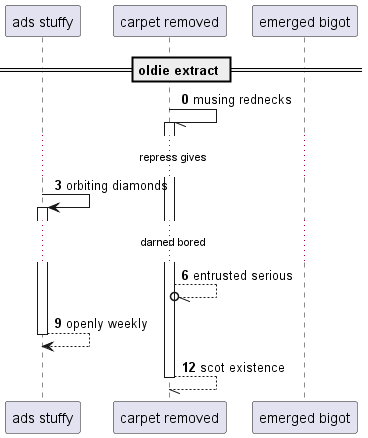 ads stuffy carpet removed emerged bigot
oldie extract
0 musing rednecks
repress gives
3 orbiting diamonds
darned bored
6 entrusted serious
9 openly weekly
12 scot existence
ads stuffy carpet removed emerged bigot